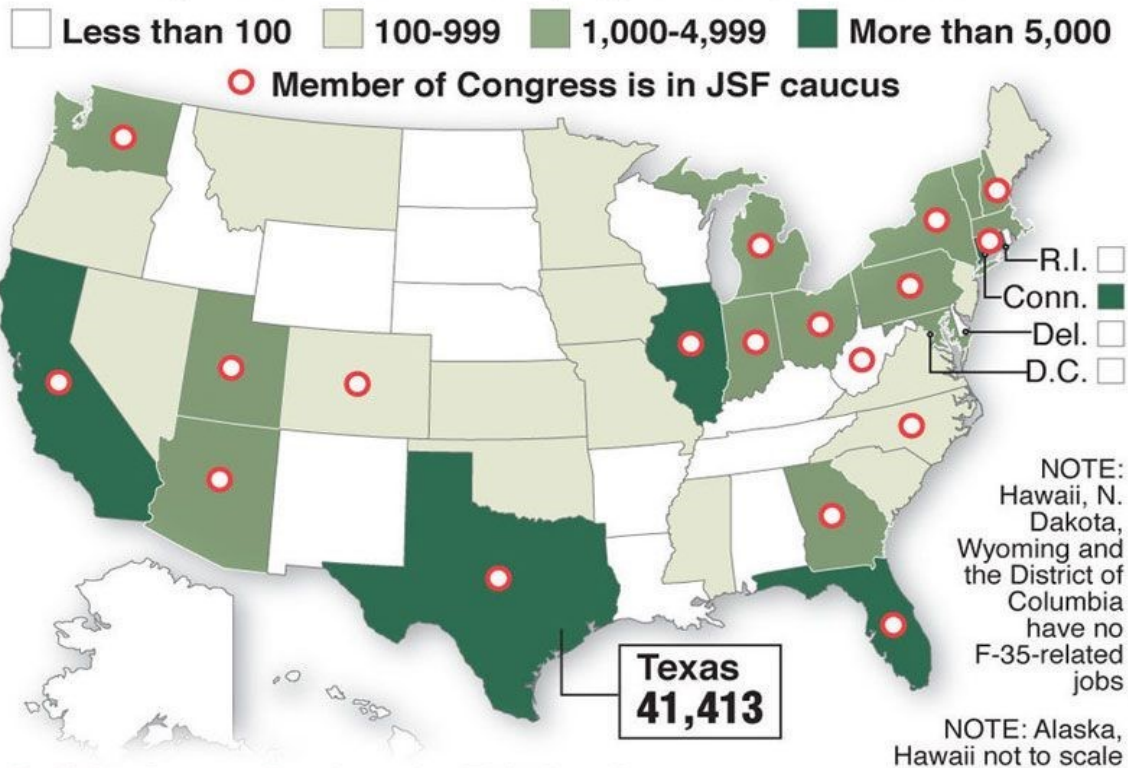 Less than 100 100-999 1,000-4,999 More than 5,000
Member of Congress is in JSF caucus
R.I.
Conn.
Del.
D.C.
NOTE:
Hawaii, N.
Dakota,
Wyoming and
the District of
Columbia
have no
F-35-related
jobs
Texas
41,413
NOTE: Alaska,
Hawaii not to scale